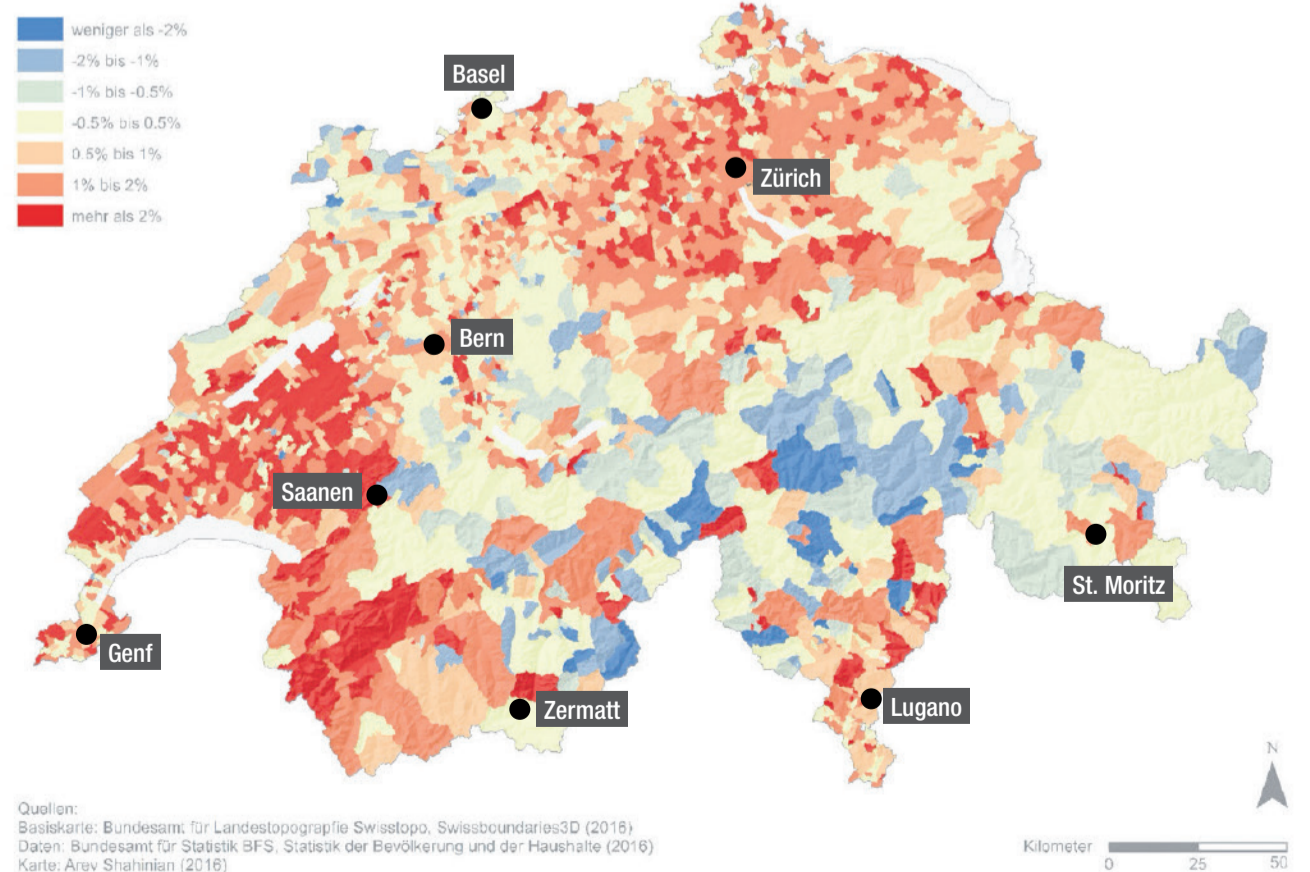 weniger als -2%
-2% bis -1%
-1% bis -0.5%
-0.5% bis 0.5%
0.5% bis 1%
1% bis 2%
mehr als 2%
Basel
Zürich
Bern
Saanen
St. Moritz
Genf
Zermatt
Lugano
N
Quellen:
Basiskarte: Bundesamt für Landestopograpfie Swisstopo, Swissboundaries3D (2016)
Daten: Bundesamt für Statistik BFS, Statistik der Bevölkerung und der Haushalte (2016)
Karte: Arev Shahinian (2016)
Kilometer
0 25 50